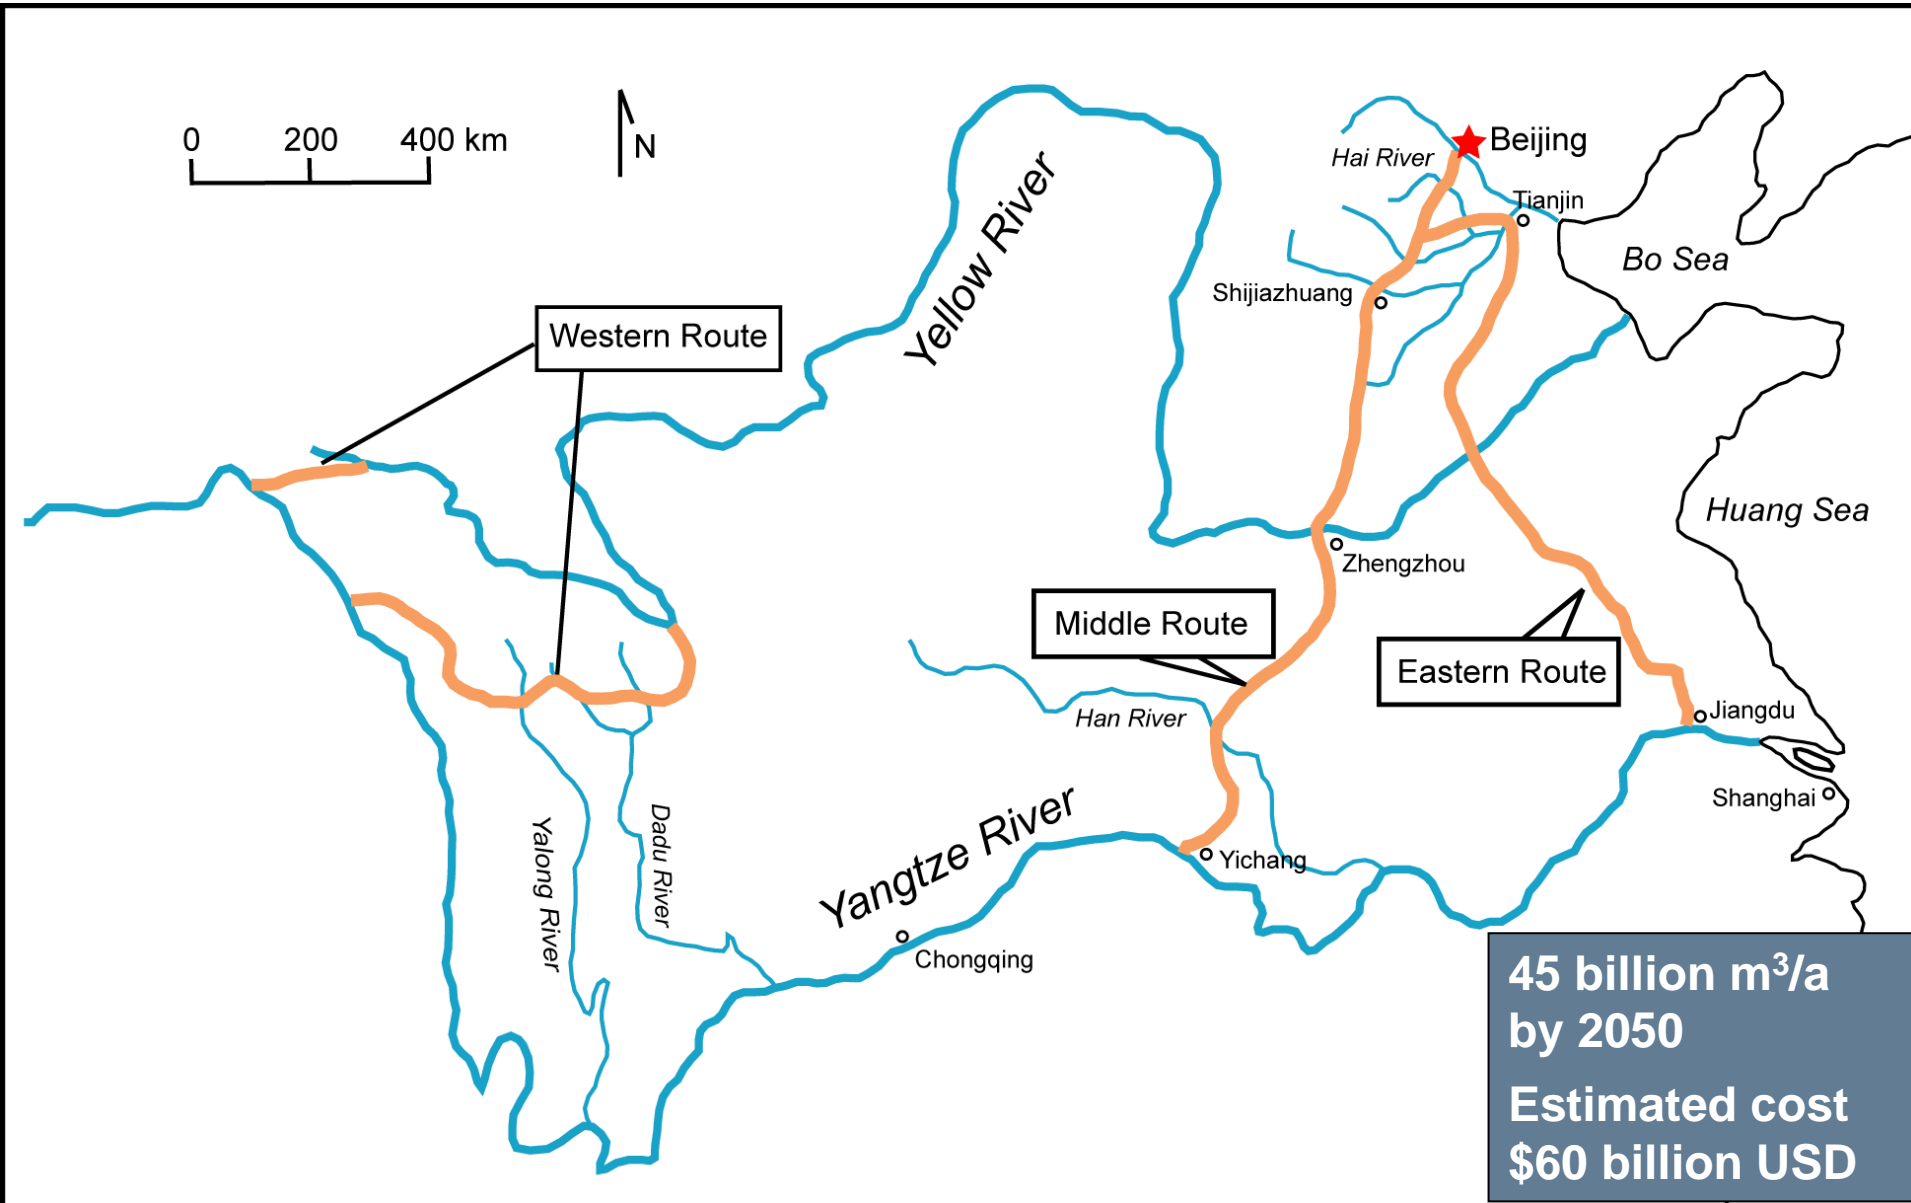 0 200 400 km
N
Hai River
Beijing
Tianjin
Yellow River
Bo Sea
Shijiazhuang
Western Route
Huang Sea
Zhengzhou
Middle Route
Eastern Route
Han River
Jiangdu
Shanghai
Yalong River
Dadu River
Yangtze River
Yichang
Chongqing
45 billion m³/a
by 2050
Estimated cost
$60 billion USD